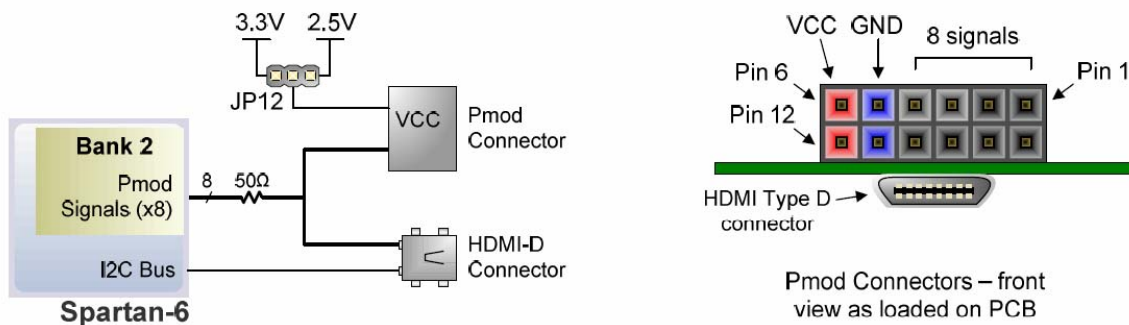 3.3V 2.5V
JP12
VCC
Pmod
Connector
Bank 2
Pmod
Signals (x8)
8
50Ω
HDMI-D
Connector
I2C Bus
Spartan-6
VCC GND
8 signals
Pin 6
Pin 1
Pin 12
HDMI Type D
connector
Pmod Connectors – front
view as loaded on PCB